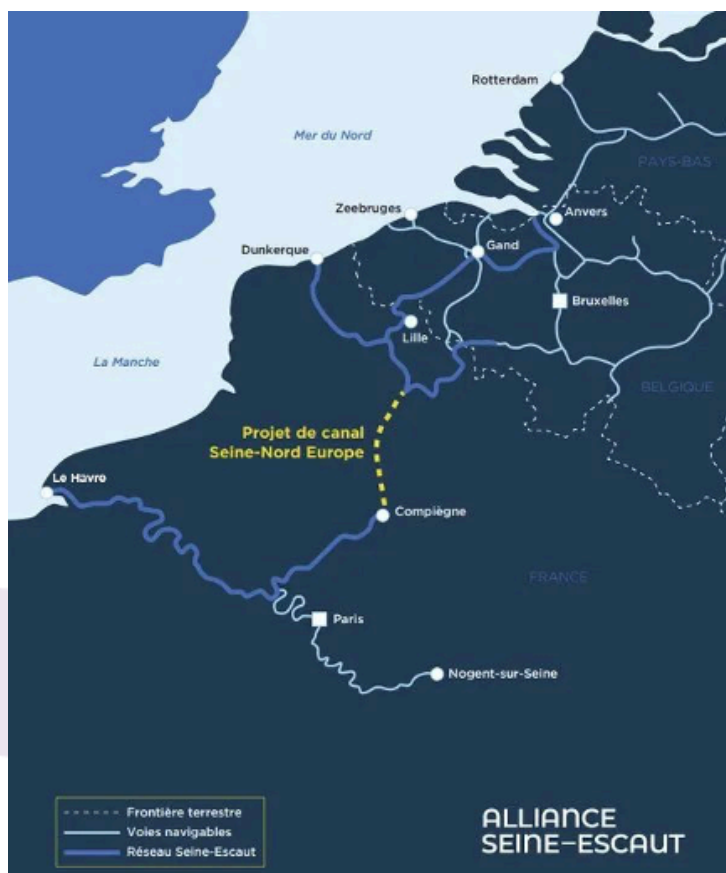 Rotterdam
Mer du Nord
PAYS-BAS
Zeebruges
Anvers
Dunkerque
Gand
Bruxelles
Lille
La Manche
BELGIQUE
Projet de canal
Seine-Nord Europe
Le Havre
Compiègne
FRANCE
Paris
Nogent-sur-Seine
Frontière terrestre
Voies navigables
Réseau Seine-Escaut
ALLIANCE
SEINE-ESCAUT